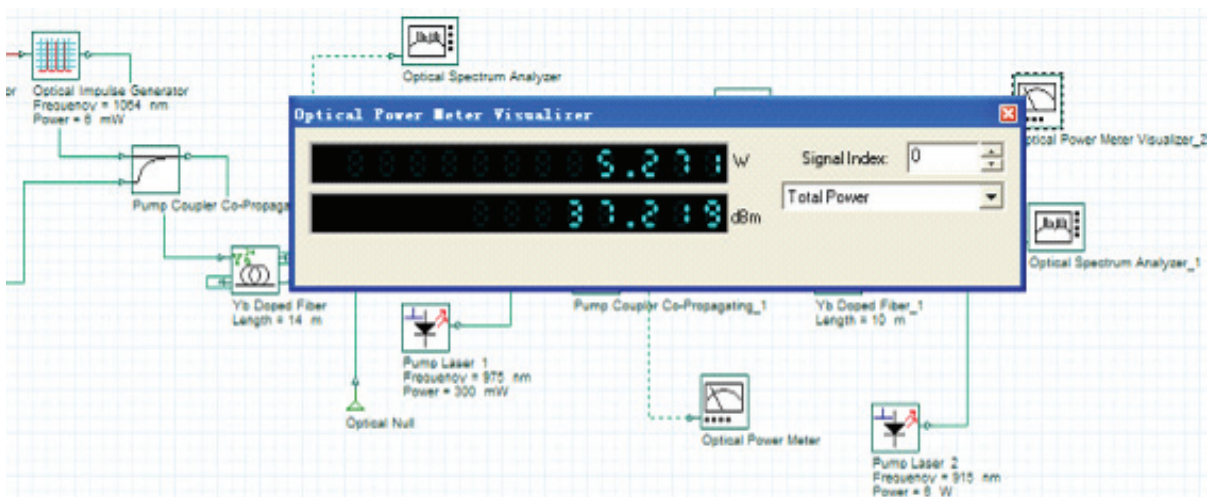 Optical Spectrum Analyzer
or
Optical Impulse Generator
Frequency = 1064 nm
Power = 6 mW
Optical Power Meter Visualizer
5.271 W
Signal Index: 0
37.219 dBm
Total Power
Optical Power Meter Visualizer_2
Pump Coupler Co-Propaga
Optical Spectrum Analyzer_1
Yb Doped Fiber
Length = 14 m
Pump Coupler Co-Propagating_1
Yb Doped Fiber_1
Length = 10 m
Pump Laser 1
Frequency = 975 nm
Power = 300 mW
Optical Null
Optical Power Meter
Pump Laser 2
Frequency = 915 nm
Power = 8 W